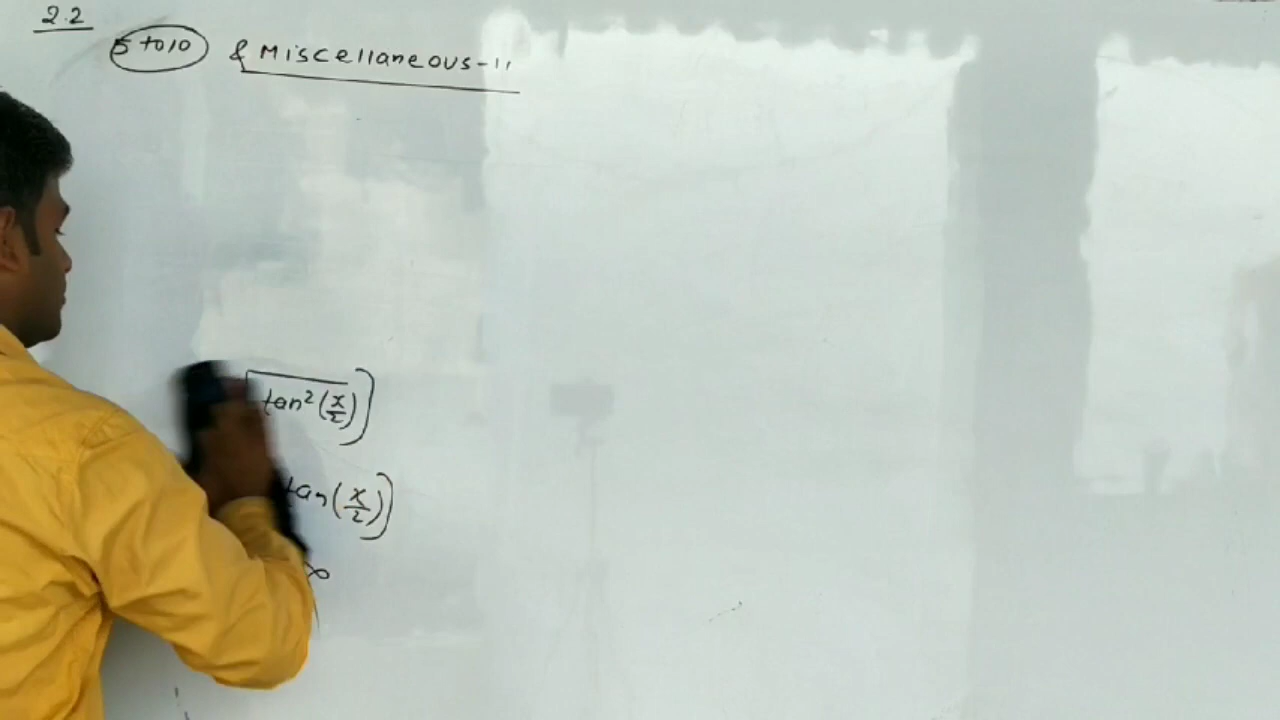 2.2
5 to 10 & Miscellaneous-11
tan²(x/2))
tan(x/2))